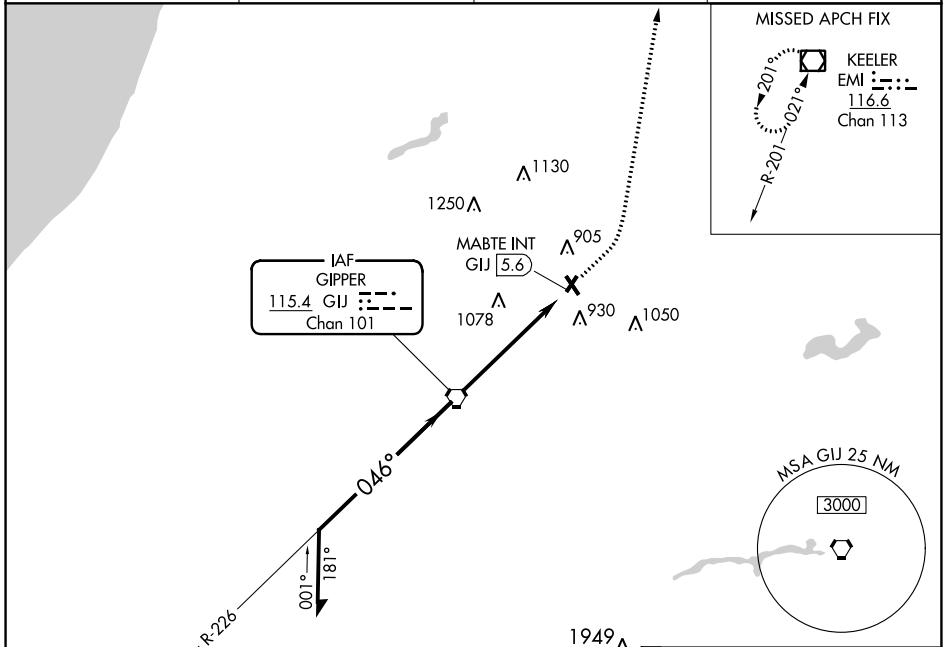 MISSED APCH FIX
KEELER
EMI
116.6
Chan 113
201°
021°
R-201
1130
1250
905
MABTE INT
GIJ 5.6
IAF
GIPPER
115.4 GIJ
Chan 101
1078
930
1050
046°
MSA GIJ 25 NM
3000
001°
181°
R-226
1949